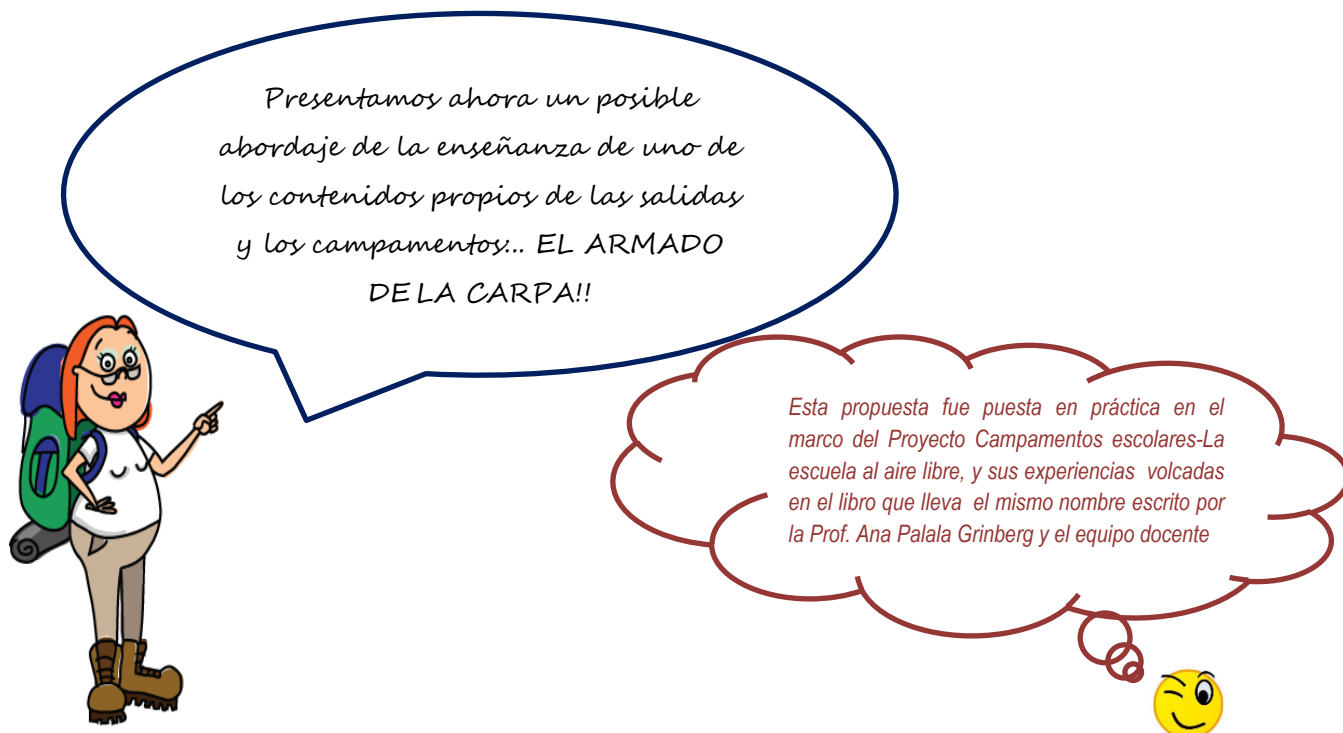 Presentamos ahora un posible
abordaje de la enseñanza de uno de
los contenidos propios de las salidas
y los campamentos... EL ARMADO
DE LA CARPA!!
Esta propuesta fue puesta en práctica en el
marco del Proyecto Campamentos escolares-La
escuela al aire libre, y sus experiencias volcadas
en el libro que lleva el mismo nombre escrito por
la Prof. Ana Palala Grinberg y el equipo docente